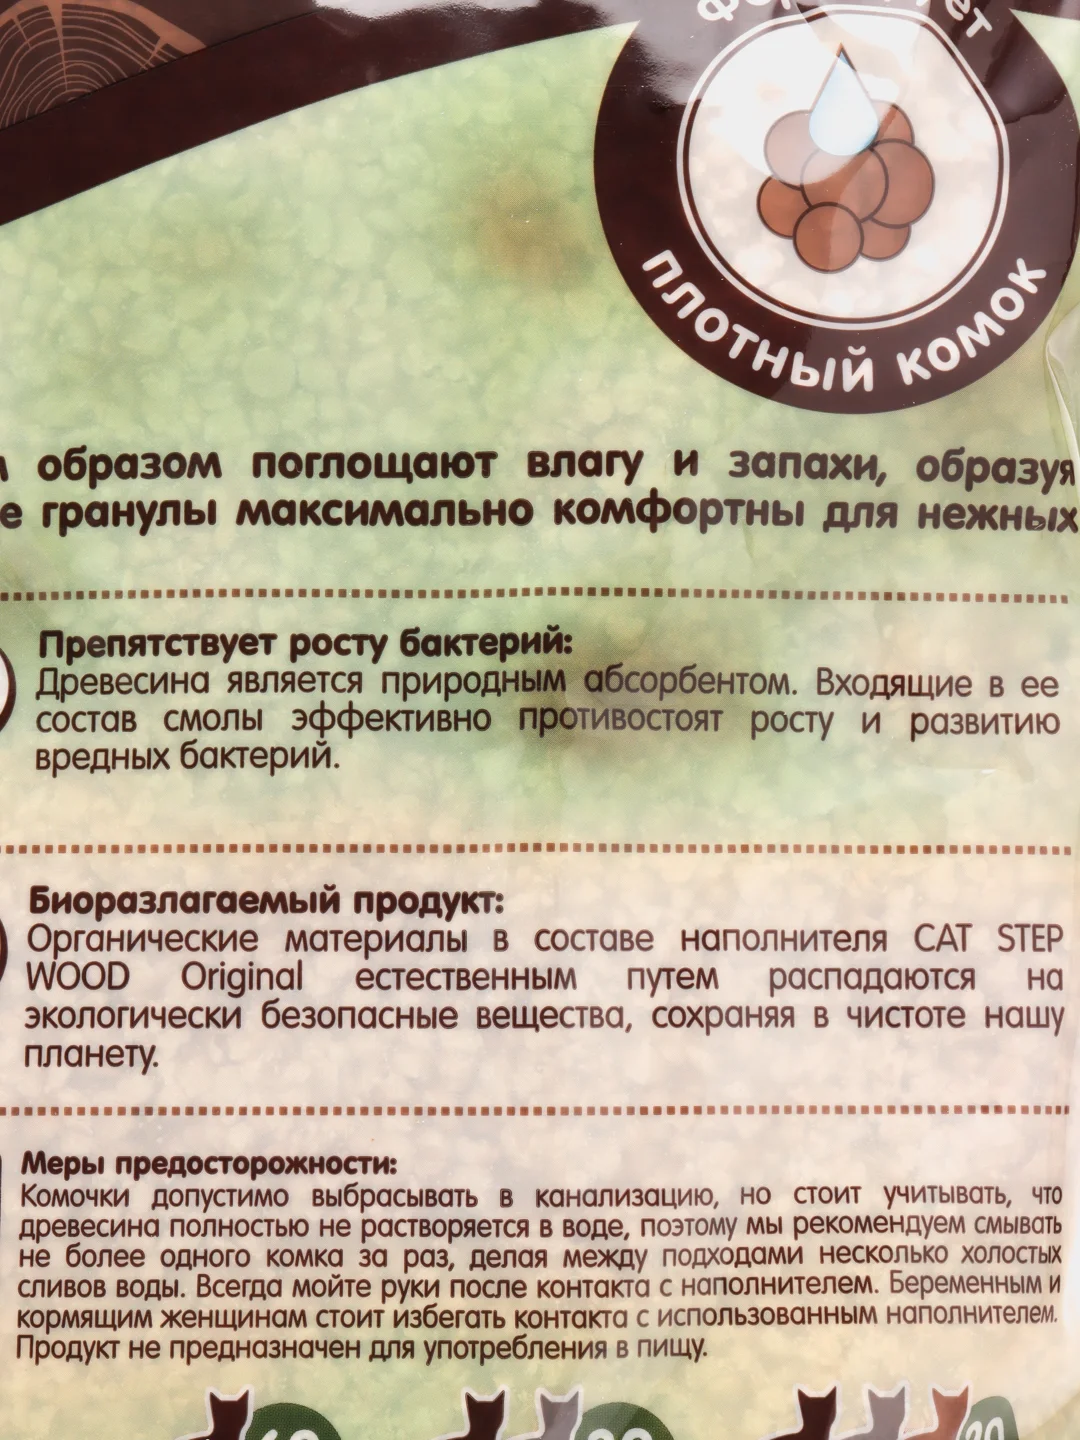 ПЛОТНЫЙ КОМОК
образом поглощают влагу и запахи, образуя
гранулы максимально комфортны для нежных
Препятствует росту бактерий:
Древесина является природным абсорбентом. Входящие в ее
состав смолы эффективно противостоят росту и развитию
вредных бактерий.
Биоразлагаемый продукт:
Органические материалы в составе наполнителя CAT STEP
WOOD Original естественным путем распадаются на
экологически безопасные вещества, сохраняя в чистоте нашу
планету.
Меры предосторожности:
Комочки допустимо выбрасывать в канализацию, но стоит учитывать, что
древесина полностью не растворяется в воде, поэтому мы рекомендуем смывать
не более одного комка за раз, делая между подходами несколько холостых
сливов воды. Всегда мойте руки после контакта с наполнителем. Беременным и
кормящим женщинам стоит избегать контакта с использованным наполнителем.
Продукт не предназначен для употребления в пищу.